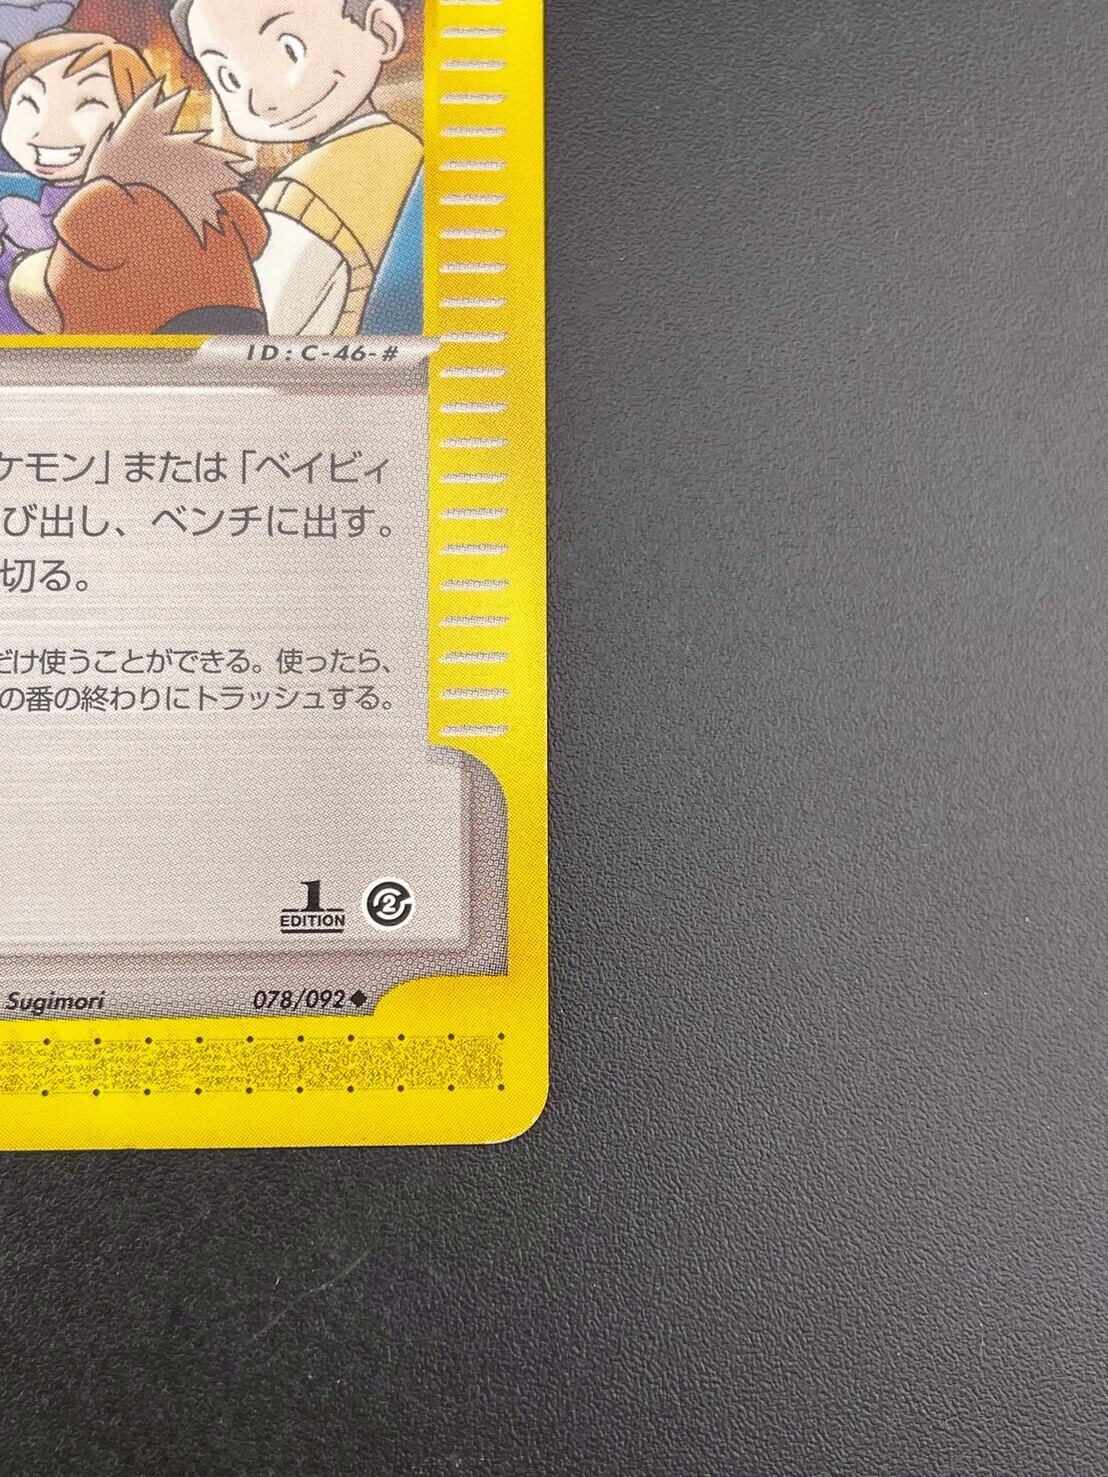 ID:C-46-#
ケモン」または「ベイビィ
び出し、ベンチに出す。
切る。
だけ使うことができる。使ったら、
の番の終わりにトラッシュする。
1
EDITION
2
Sugimori 078/092◆